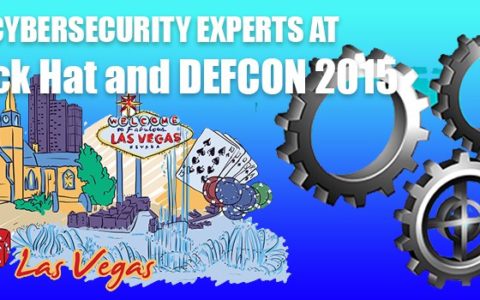 CYBERSECURITY EXPERTS AT
ck Hat and DEFCON 2015
WELCOME
to Fabulous
LAS VEGAS
NEVADA
Las Vegas